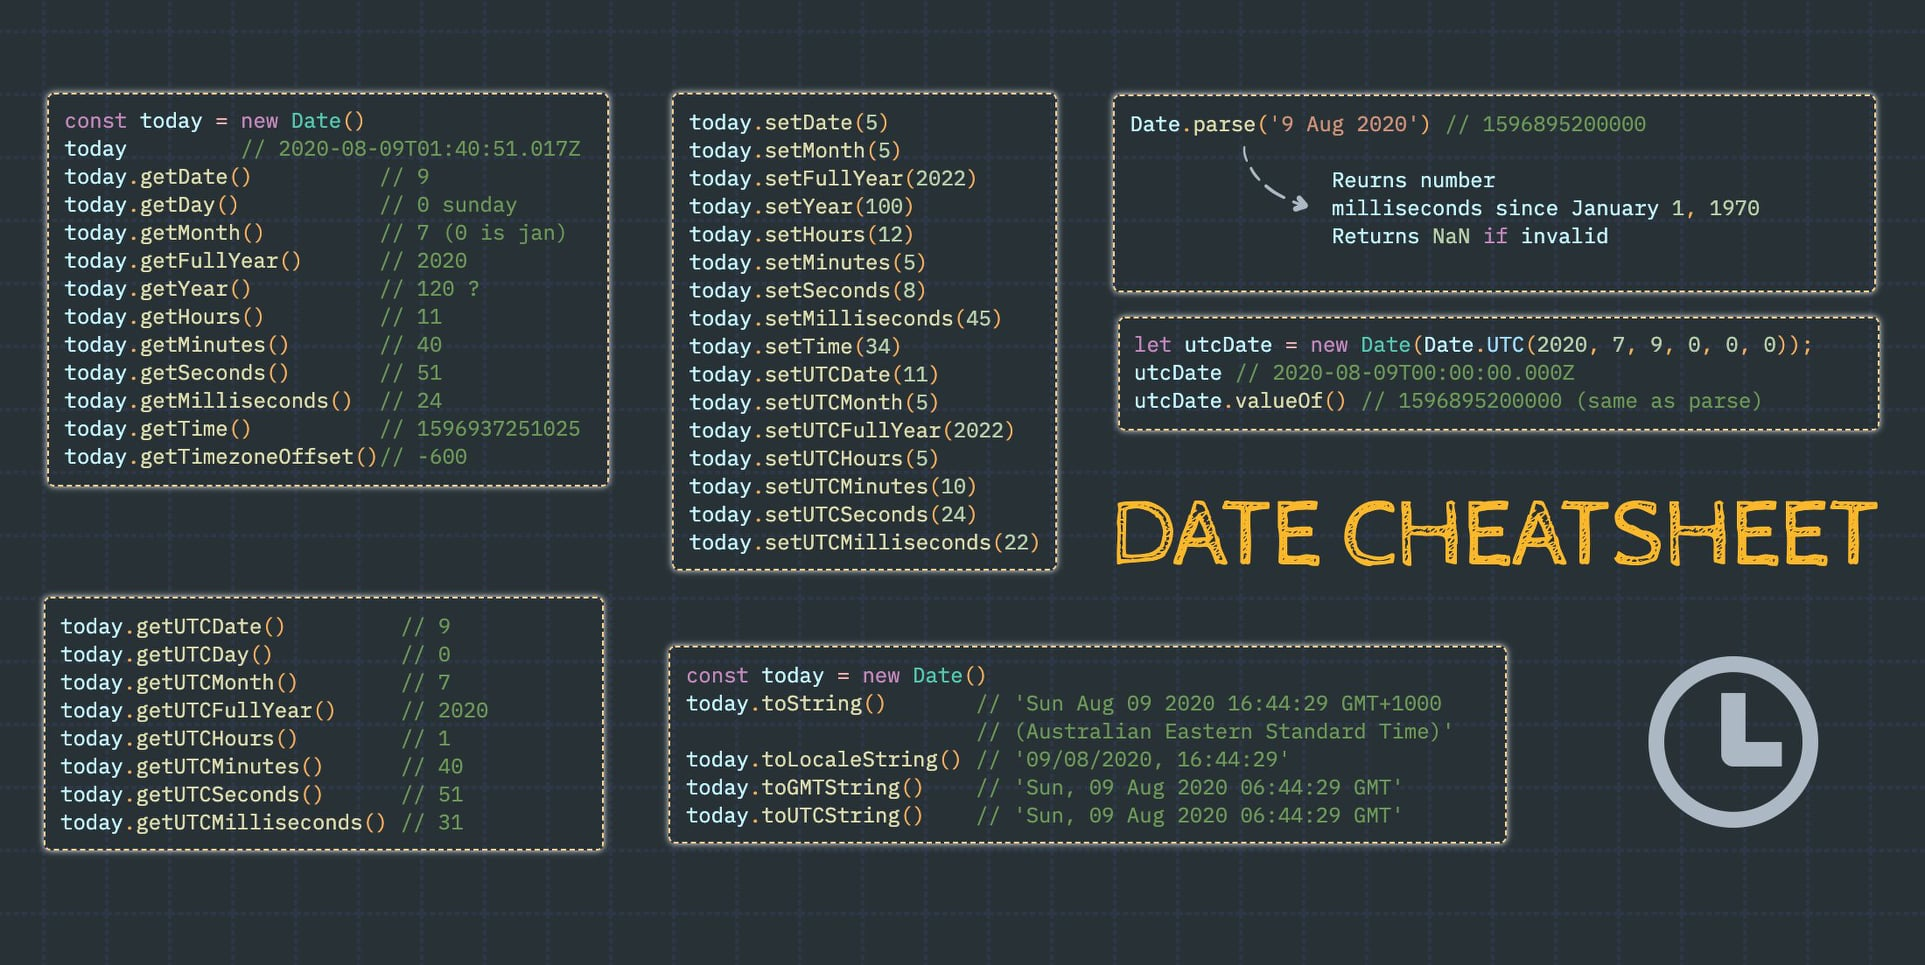 const today = new Date()
today // 2020-08-09T01:40:51.017Z
today.getDate() // 9
today.getDay() // 0 sunday
today.getMonth() // 7 (0 is jan)
today.getFullYear() // 2020
today.getYear() // 120 ?
today.getHours() // 11
today.getMinutes() // 40
today.getSeconds() // 51
today.getMilliseconds() // 24
today.getTime() // 1596937251025
today.getTimezoneOffset()// -600
today.getUTCDate() // 9
today.getUTCDay() // 0
today.getUTCMonth() // 7
today.getUTCFullYear() // 2020
today.getUTCHours() // 1
today.getUTCMinutes() // 40
today.getUTCSeconds() // 51
today.getUTCMilliseconds() // 31
today.setDate(5)
today.setMonth(5)
today.setFullYear(2022)
today.setYear(100)
today.setHours(12)
today.setMinutes(5)
today.setSeconds(8)
today.setMilliseconds(45)
today.setTime(34)
today.setUTCDate(11)
today.setUTCMonth(5)
today.setUTCFullYear(2022)
today.setUTCHours(5)
today.setUTCMinutes(10)
today.setUTCSeconds(24)
today.setUTCMilliseconds(22)
Date.parse('9 Aug 2020') // 1596895200000
Reurns number
milliseconds since January 1, 1970
Returns NaN if invalid
let utcDate = new Date(Date.UTC(2020, 7, 9, 0, 0, 0));
utcDate // 2020-08-09T00:00:00.000Z
utcDate.valueOf() // 1596895200000 (same as parse)
DATE CHEATSHEET
const today = new Date()
today.toString() // 'Sun Aug 09 2020 16:44:29 GMT+1000
// (Australian Eastern Standard Time)'
today.toLocaleString() // '09/08/2020, 16:44:29'
today.toGMTString() // 'Sun, 09 Aug 2020 06:44:29 GMT'
today.toUTCString() // 'Sun, 09 Aug 2020 06:44:29 GMT'